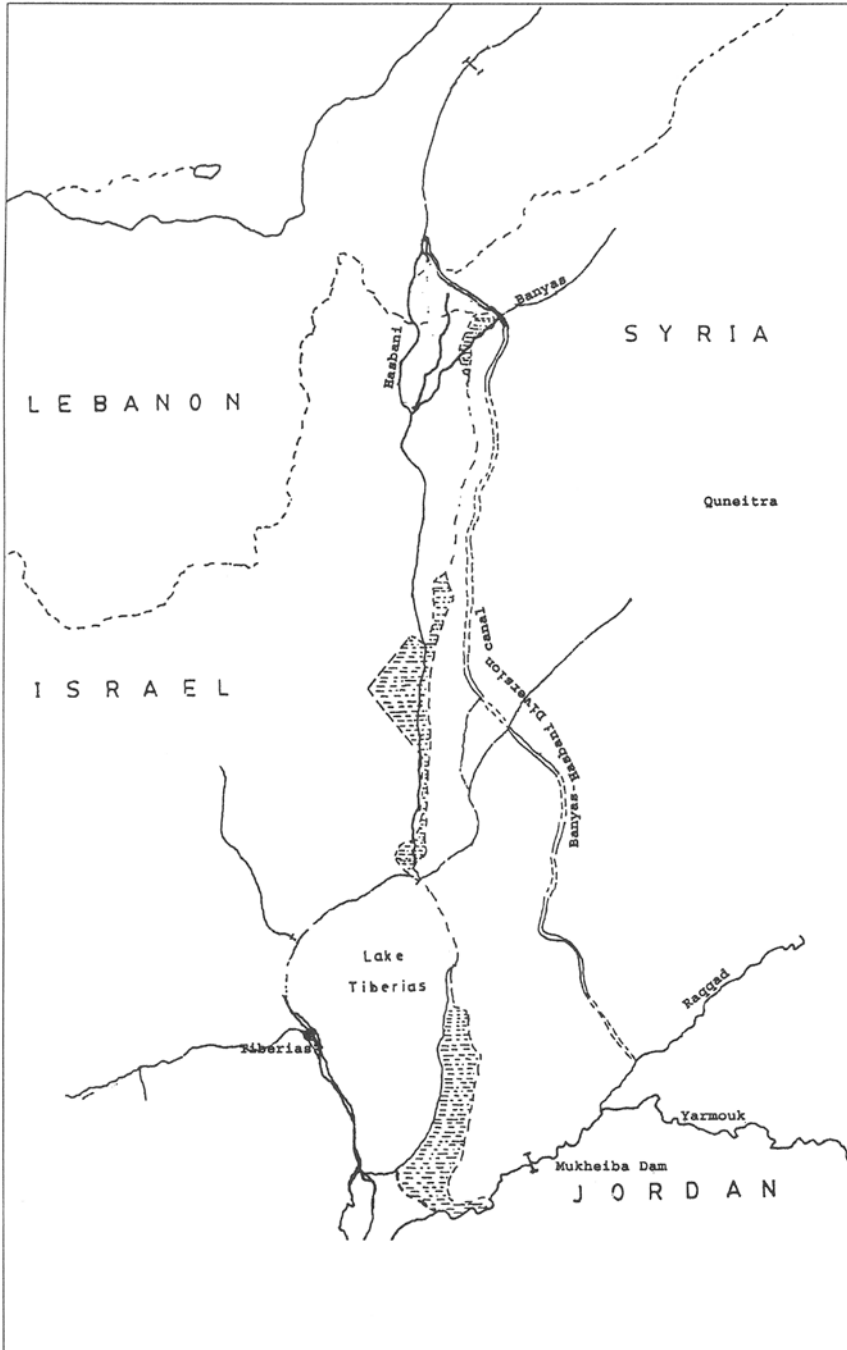 Banyas
SYRIA
Hasbani
LEBANON
Quneitra
Banyas-Hasbani Diversion canal
ISRAEL
Lake
Tiberias
Raqqad
Tiberias
Yarmouk
Mukheiba Dam
JORDAN